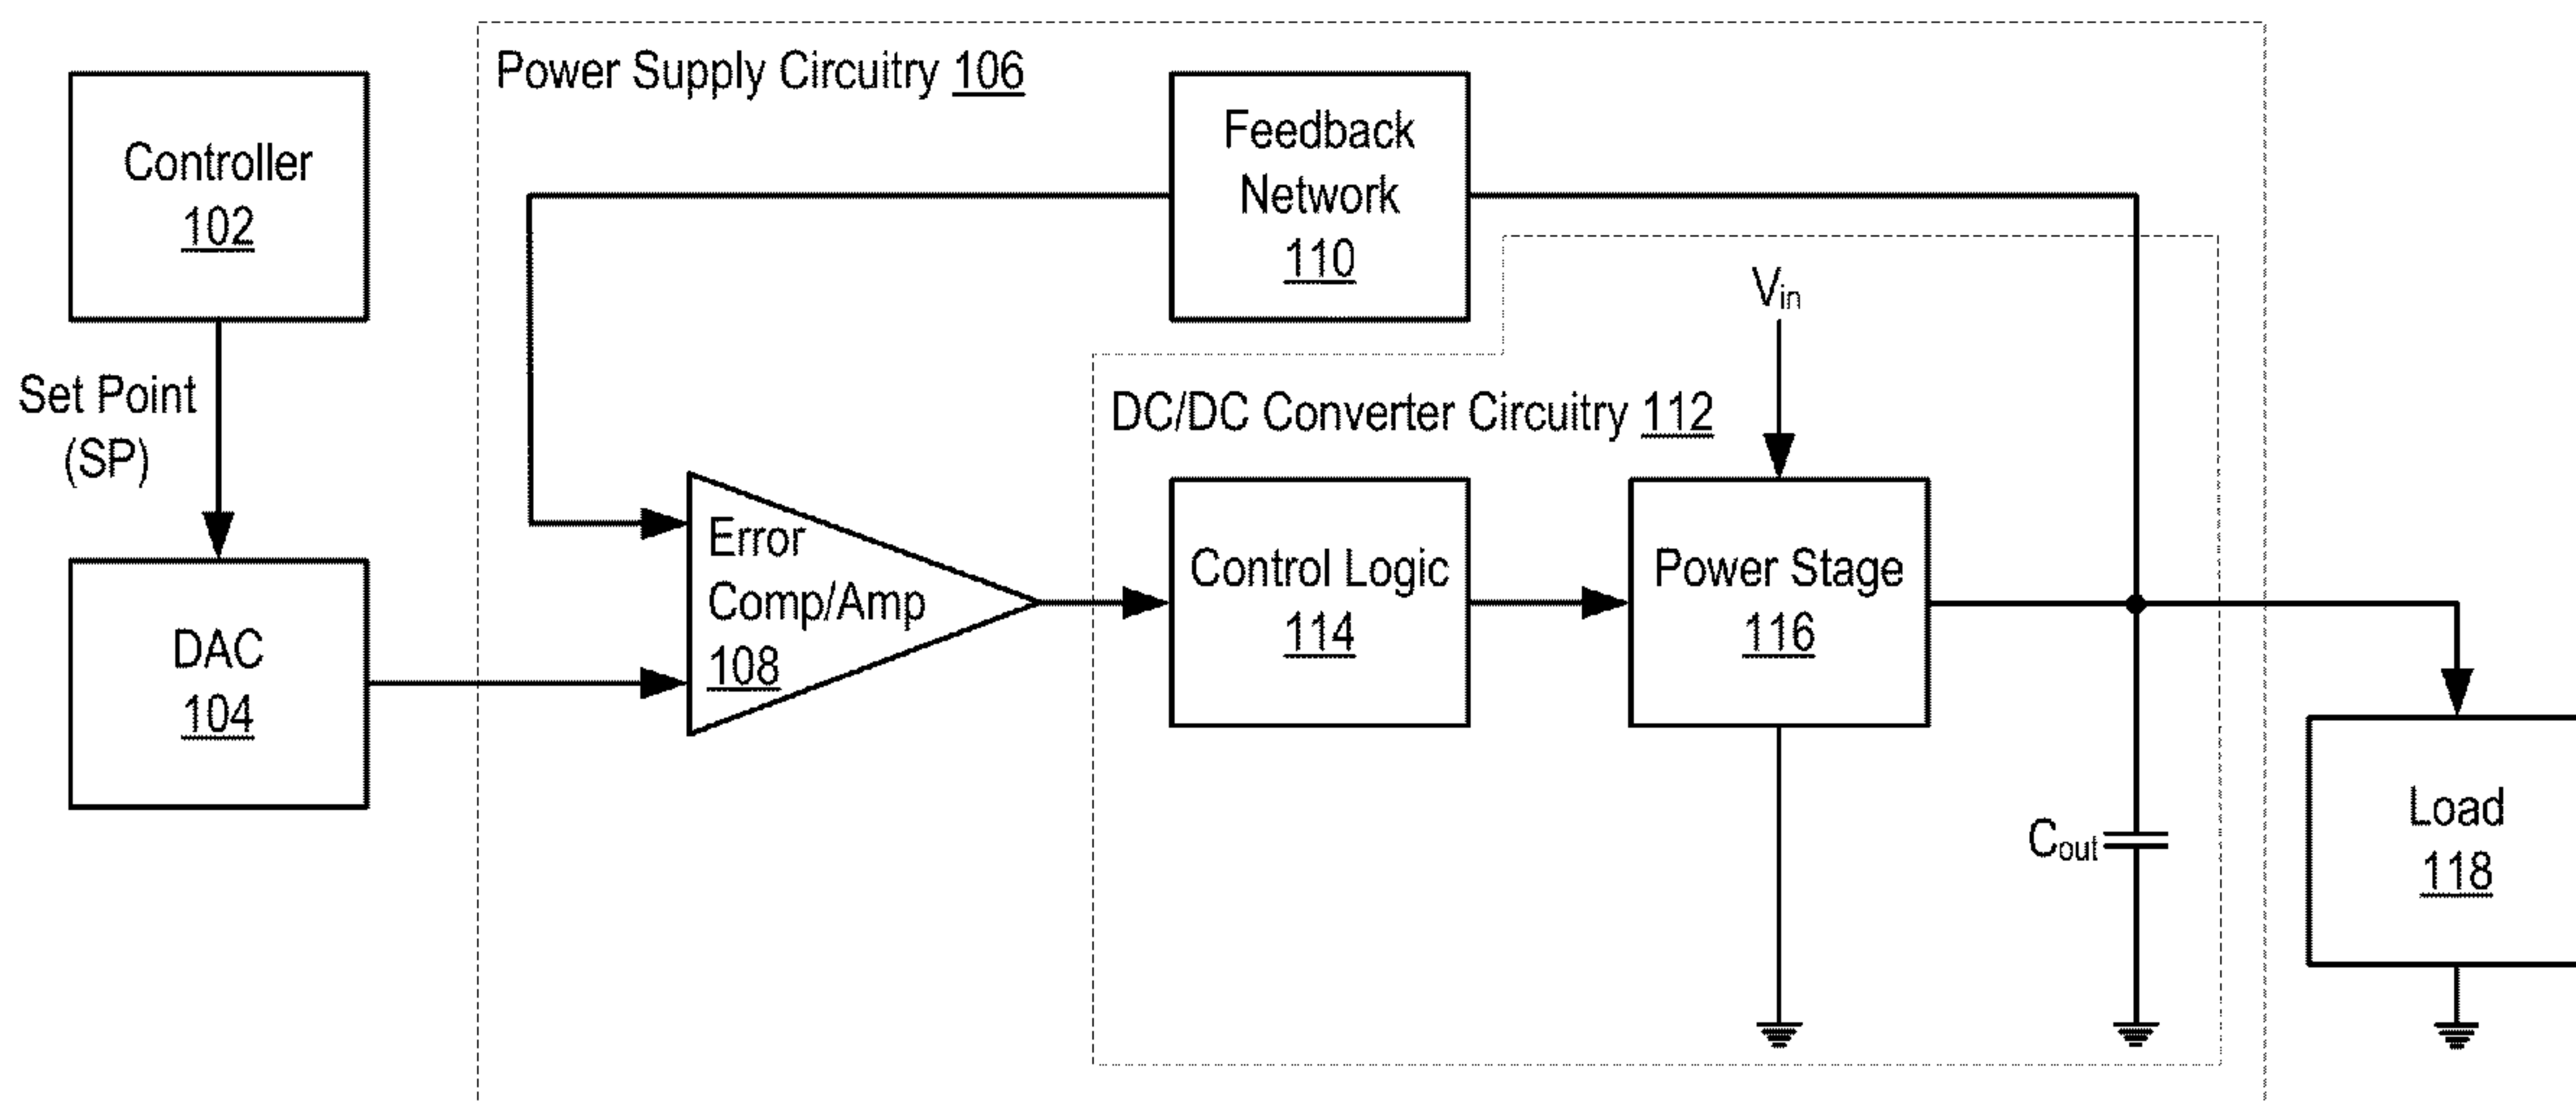 Power Supply Circuitry 106
Controller
102
Feedback
Network
110
Set Point
(SP)
Vin
DC/DC Converter Circuitry 112
Error
Comp/Amp
108
Control Logic
114
Power Stage
116
DAC
104
Cout
Load
118